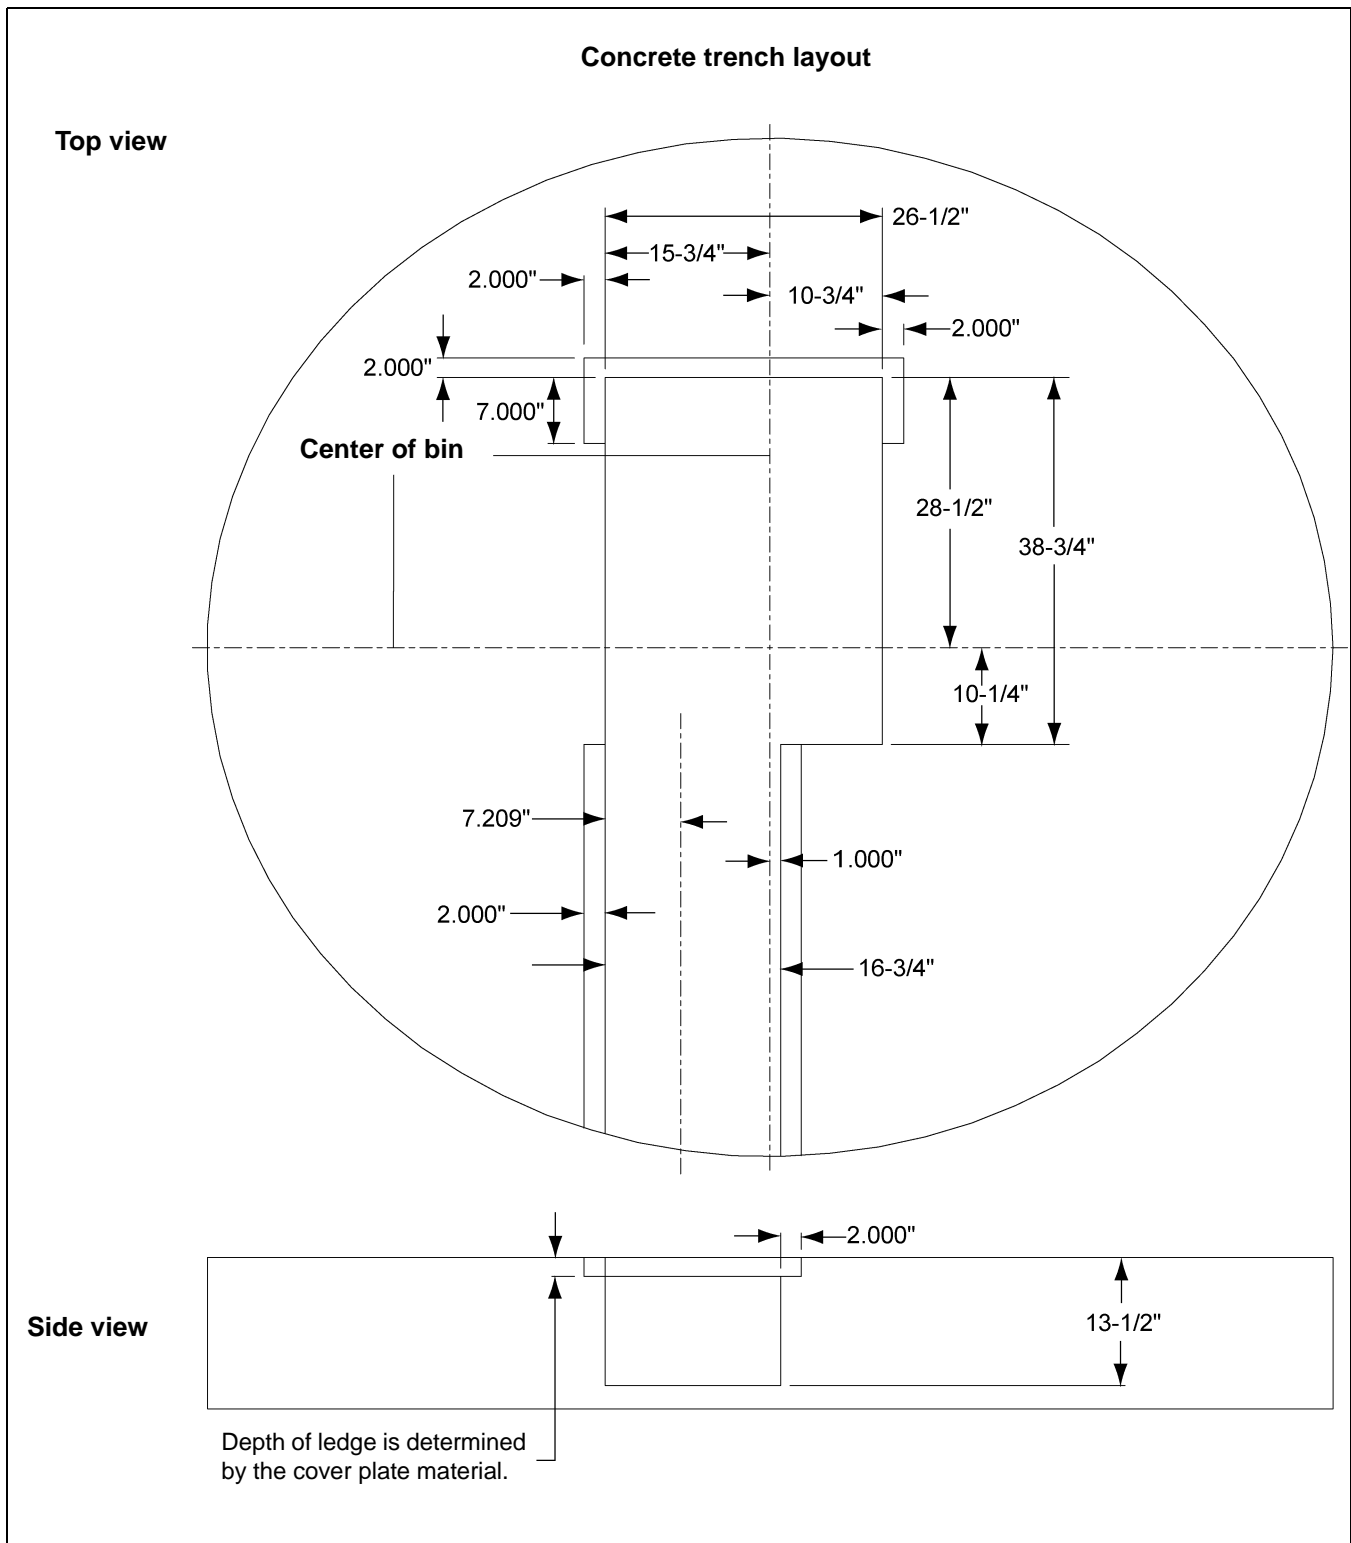 Concrete trench layout
Top view
26-1/2"
15-3/4"
2.000"
10-3/4"
2.000"
2.000"
7.000"
Center of bin
28-1/2"
38-3/4"
10-1/4"
7.209"
1.000"
2.000"
16-3/4"
2.000"
Side view
13-1/2"
Depth of ledge is determined
by the cover plate material.